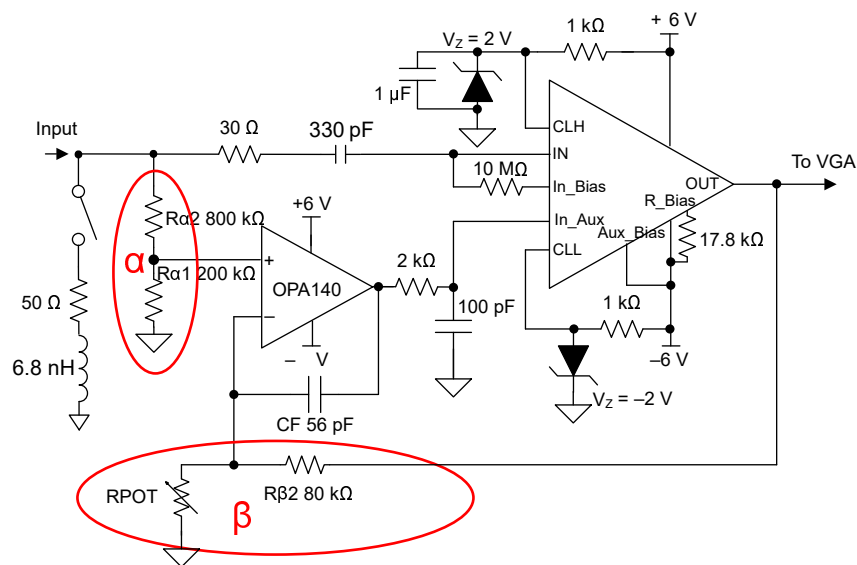 V_Z = 2 V
1 kΩ
+ 6 V
1 µF
Input
30 Ω
330 pF
CLH
IN
To VGA
10 MΩ
In_Bias
OUT
R_Bias
Rα2 800 kΩ
+6 V
In_Aux
Aux_Bias
17.8 kΩ
α
Rα1 200 kΩ
+
CLL
OPA140
2 kΩ
50 Ω
–
100 pF
1 kΩ
– V
–6 V
6.8 nH
V_Z = –2 V
CF 56 pF
RPOT
Rβ2 80 kΩ
β